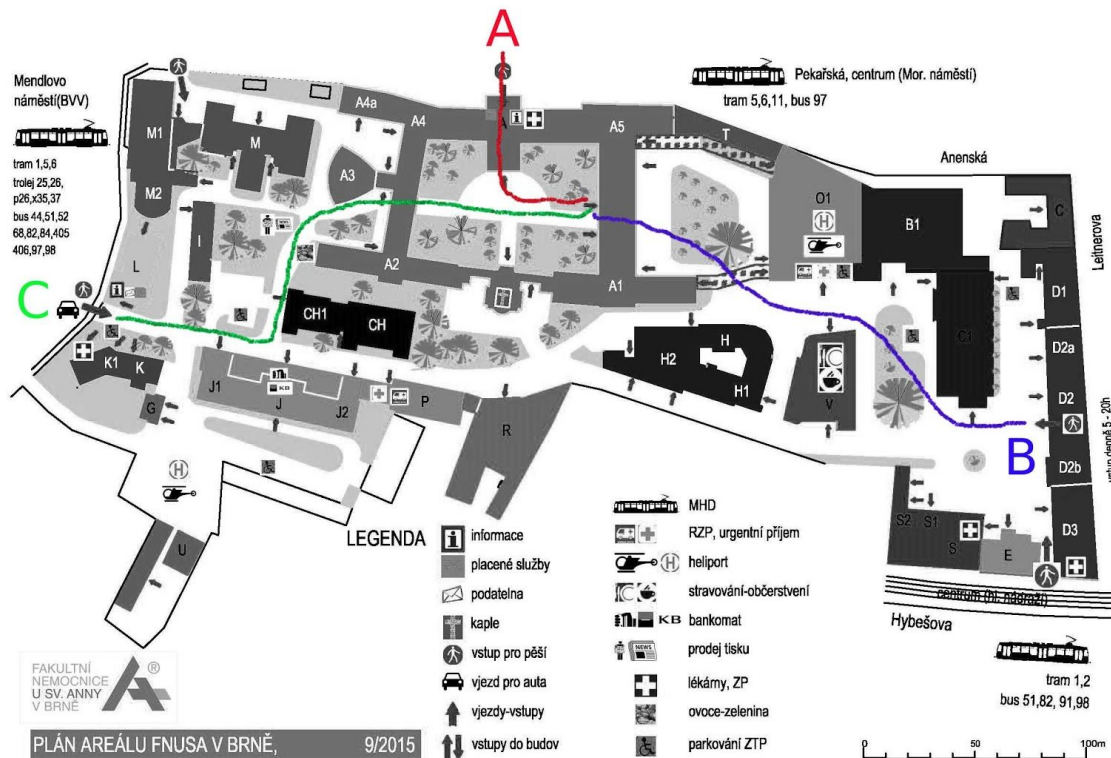 A
Mendlovo
náměstí(BVV)
tram 1,5,6
trolej 25,26,
p26,x35,37
bus 44,51,52
68,82,84,405
406,97,98
Pekařská, centrum (Mor. náměstí)
tram 5,6,11, bus 97
Anenská
Leitnerova
A4a
A4
A
A5
T
M1
M
M2
A3
O1
H
B1
C
I
L
A2
A1
C
CH1
CH
D1
D2a
D2
D2b
D3
C1
K1
K
G
J1
J
J2
KB
P
R
H2
H
H1
V
B
vstup denně 5 - 20h
H
U
S2
S1
S
E
centrum (hl. nádraží)
Hybešova
tram 1,2
bus 51,82, 91,98
LEGENDA
informace
placené služby
podatelna
kaple
vstup pro pěší
vjezd pro auta
vjezdy-vstupy
vstupy do budov
MHD
RZP, urgentní příjem
H
heliport
stravování-občerstvení
KB
bankomat
NEWS
prodej tisku
lékárny, ZP
ovoce-zelenina
parkování ZTP
FAKULTNÍ
NEMOCNICE
U SV. ANNY
V BRNĚ
®
PLÁN AREÁLU FNUSA V BRNĚ, 9/2015
0 50 100m